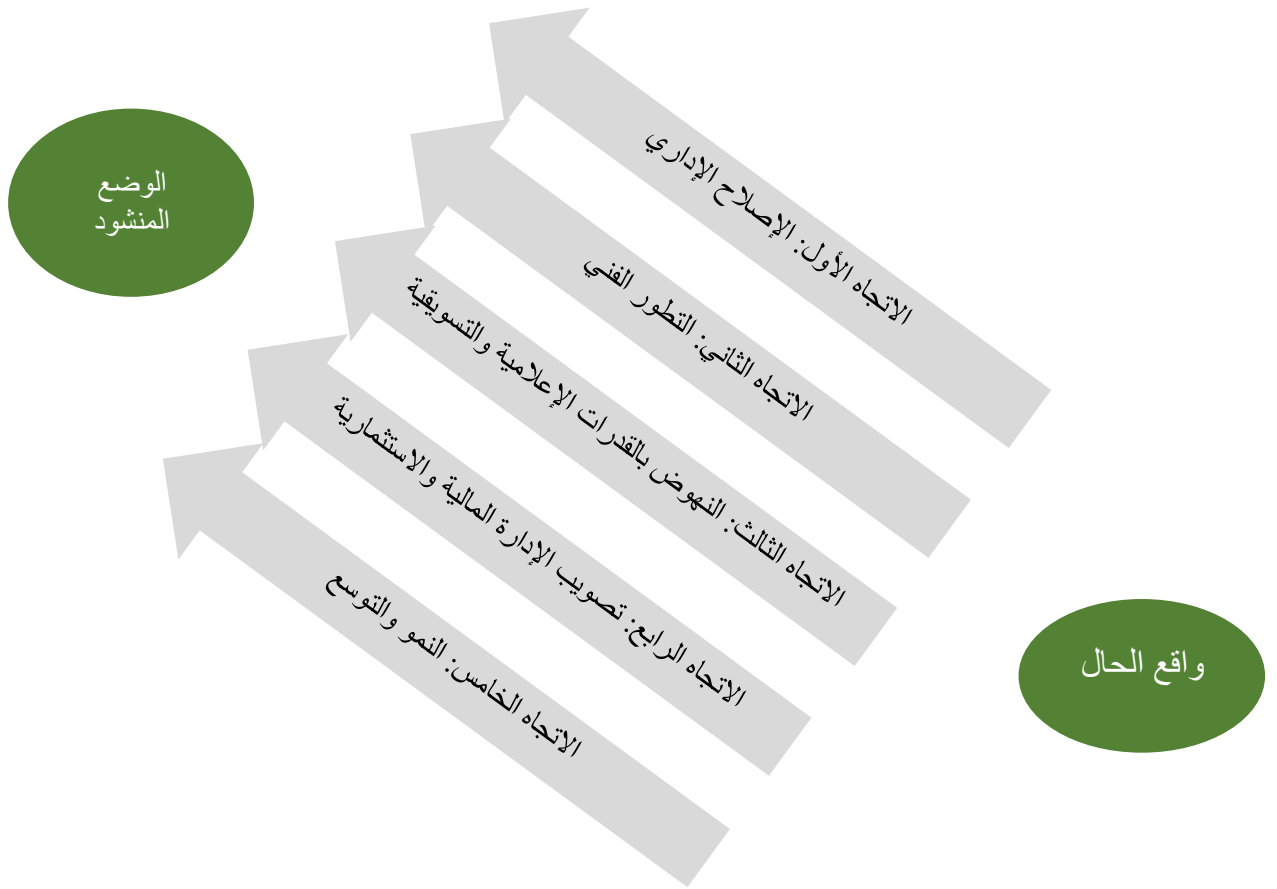 الوضع
المنشود
الاتجاه الأول: الإصلاح الإداري
الاتجاه الثاني: التطور الفني
الاتجاه الثالث: النهوض بالقدرات الإعلامية والتسويقية
الاتجاه الرابع: تصويب الإدارة المالية والاستثمارية
الاتجاه الخامس: النمو والتوسع
واقع الحال